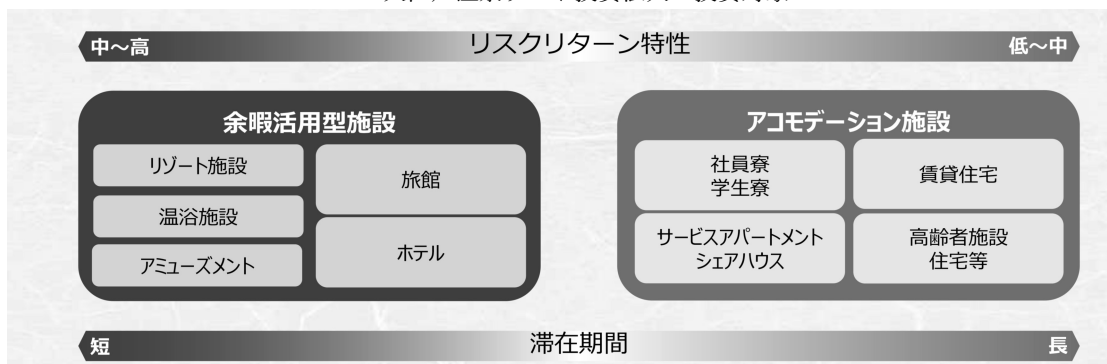 中～高
リスクリターン特性
低～中
余暇活用型施設
リゾート施設
温浴施設
アミューズメント
旅館
ホテル
アコモデーション施設
社員寮
学生寮
賃貸住宅
サービスアパートメント
シェアハウス
高齢者施設
住宅等
短
滞在期間
長